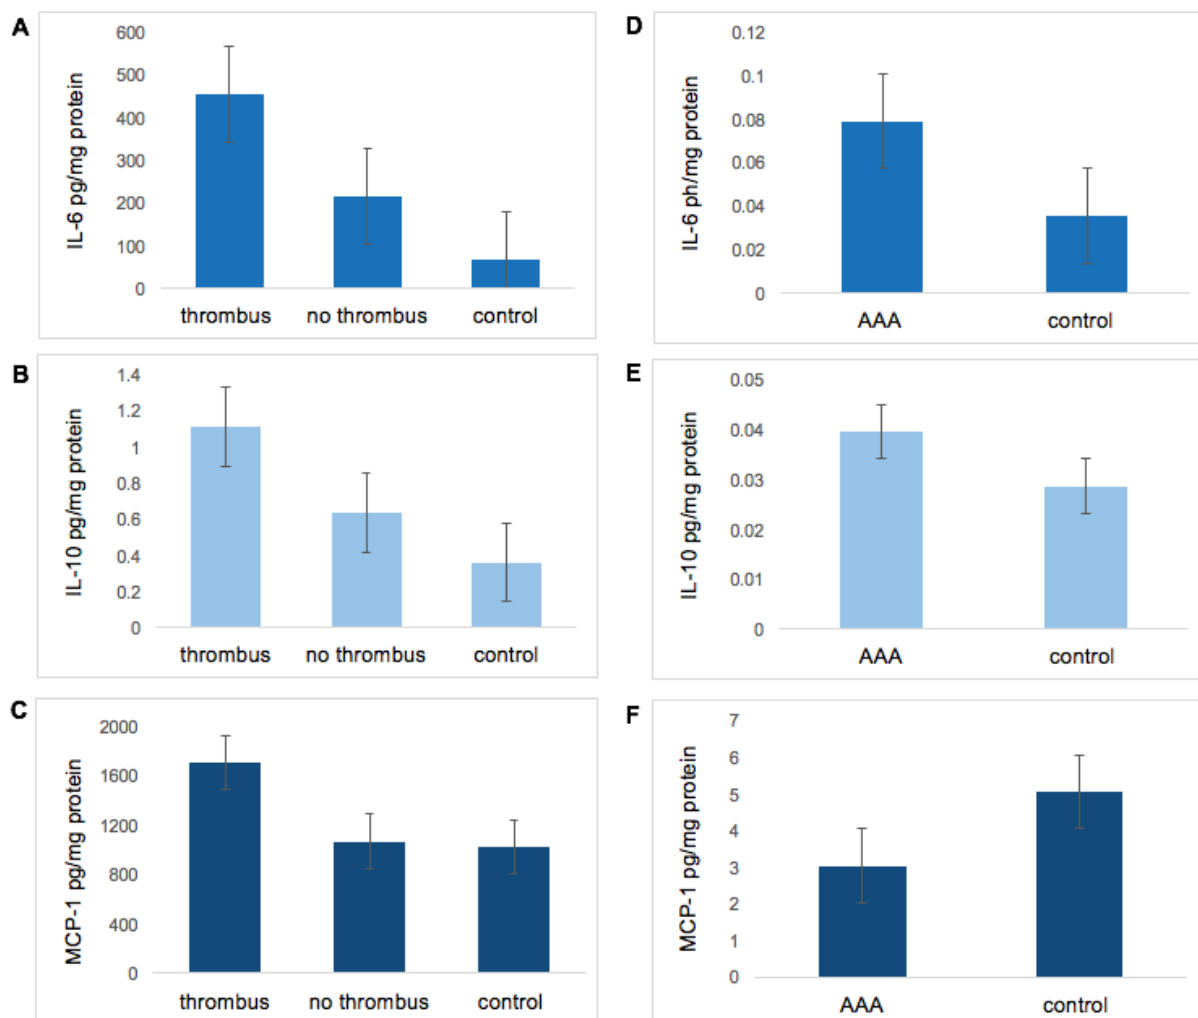 A
IL-6 pg/mg protein
600
500
400
300
200
100
0
thrombus no thrombus control
B
IL-10 pg/mg protein
1.4
1.2
1
0.8
0.6
0.4
0.2
0
thrombus no thrombus control
C
MCP-1 pg/mg protein
2000
1600
1200
800
400
0
thrombus no thrombus control
D
IL-6 ph/mg protein
0.12
0.1
0.08
0.06
0.04
0.02
0
AAA control
E
IL-10 pg/mg protein
0.05
0.04
0.03
0.02
0.01
0
AAA control
F
MCP-1 pg/mg protein
7
6
5
4
3
2
1
0
AAA control